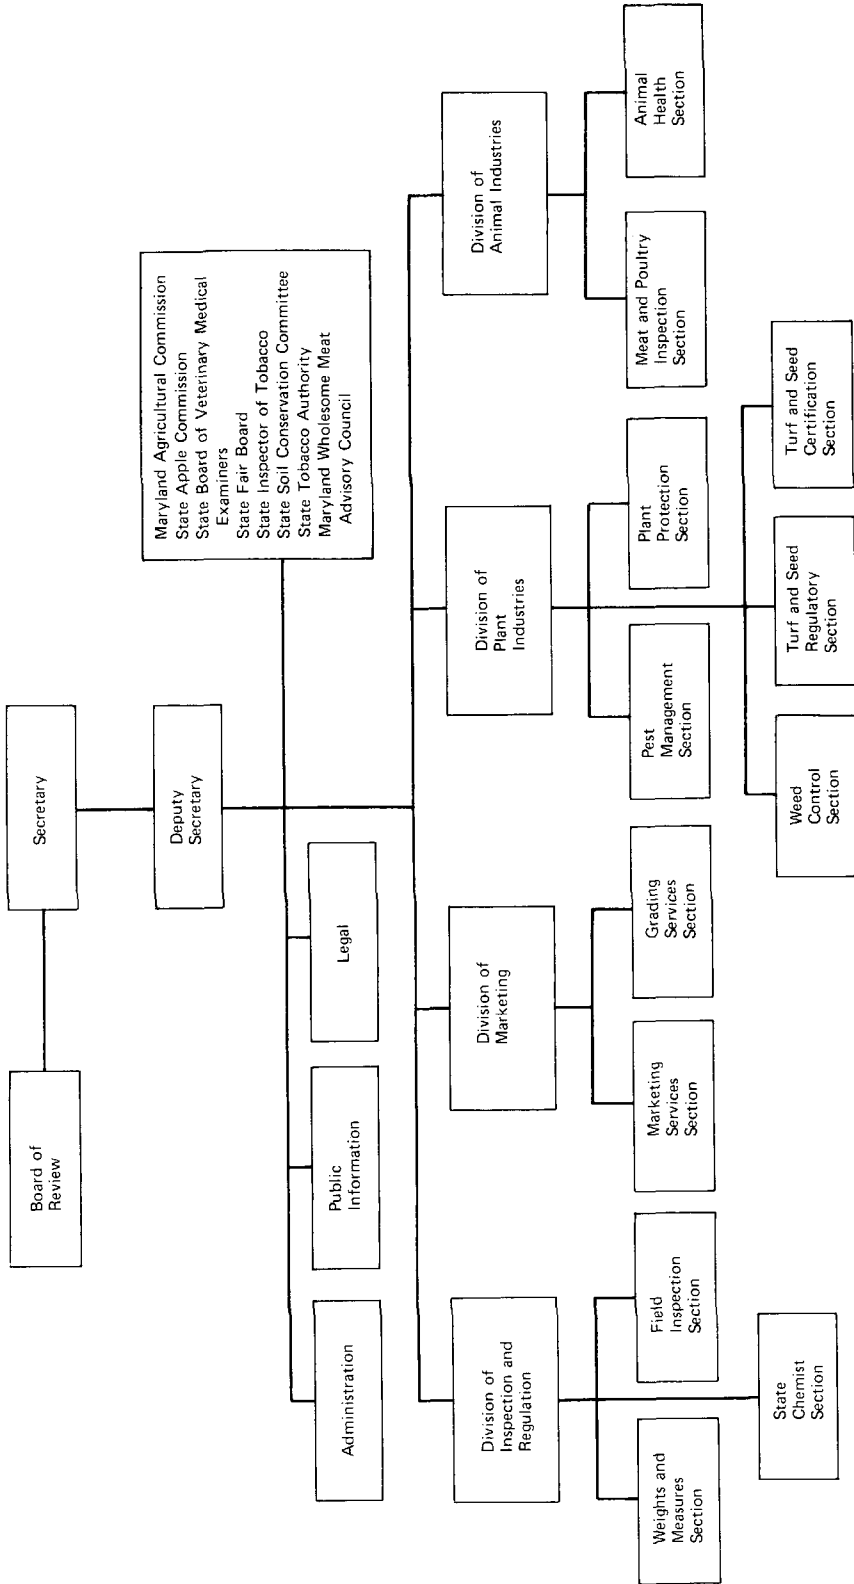 Board of
Review
Secretary
Deputy
Secretary
Maryland Agricultural Commission
State Apple Commission
State Board of Veterinary Medical
Examiners
State Fair Board
State Inspector of Tobacco
State Soil Conservation Committee
State Tobacco Authority
Maryland Wholesome Meat
Advisory Council
Administration
Public
Information
Legal
Division of
Inspection and
Regulation
Division of
Marketing
Division of
Plant
Industries
Division of
Animal Industries
Weights and
Measures
Section
Field
Inspection
Section
Marketing
Services
Section
Grading
Services
Section
Pest
Management
Section
Plant
Protection
Section
Meat and Poultry
Inspection
Section
Animal
Health
Section
State
Chemist
Section
Weed
Control
Section
Turf and Seed
Regulatory
Section
Turf and Seed
Certification
Section